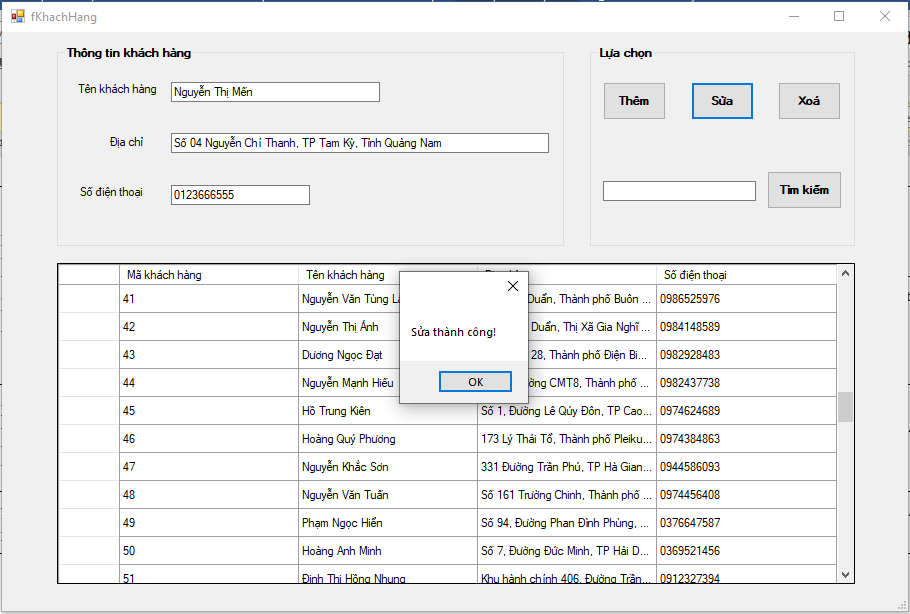 fKhachHang
Thông tin khách hàng
Tên khách hàng Nguyễn Thị Mến
Địa chỉ Số 04 Nguyễn Chí Thanh, TP Tam Kỳ, Tỉnh Quảng Nam
Số điện thoại 0123666555
Lựa chọn
Thêm Sửa Xoá
Tìm kiếm
Mã khách hàng Tên khách hàng Số điện thoại
41 Nguyễn Văn Tùng Duẩn, Thành phố Buôn ... 0986525976
42 Nguyễn Thị Ánh Duẩn, Thị Xã Gia Nghĩ... 0984148589
43 Dương Ngọc Đạt 28, Thành phố Điện Bi... 0982928483
44 Nguyễn Mạnh Hiếu CMT8, Thành phố ... 0982437738
45 Hồ Trung Kiên Số 1, Đường Lê Qúy Đôn, TP Cao... 0974624689
46 Hoàng Quý Phương 173 Lý Thái Tổ, Thành phố Pleiku... 0974384863
47 Nguyễn Khắc Sơn 331 Đường Trần Phú, TP Hà Gian... 0944586093
48 Nguyễn Văn Tuấn Số 161 Trường Chinh, Thành phố ... 0974456408
49 Phạm Ngọc Hiển Số 94, Đường Phan Đình Phùng, ... 0376647587
50 Hoàng Anh Minh Số 7, Đường Đức Minh, TP Hải D... 0369521456
51 Đinh Thị Hồng Nhung Khu hành chính 406, Đường Trần... 0912327394
Sửa thành công!
OK